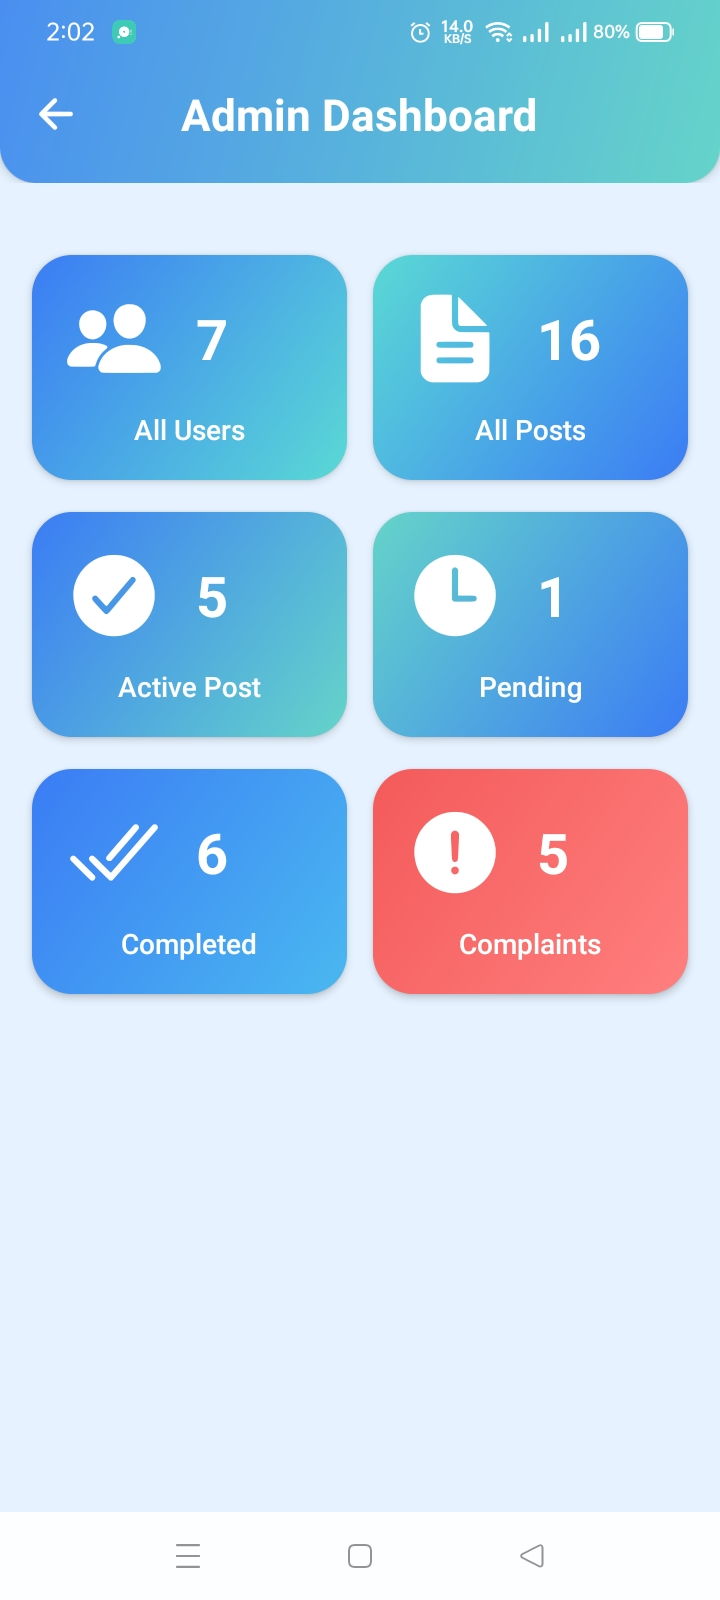 2:02 14.0 KB/S 80%
Admin Dashboard
7 16
All Users All Posts
5 1
Active Post Pending
6 5
Completed Complaints